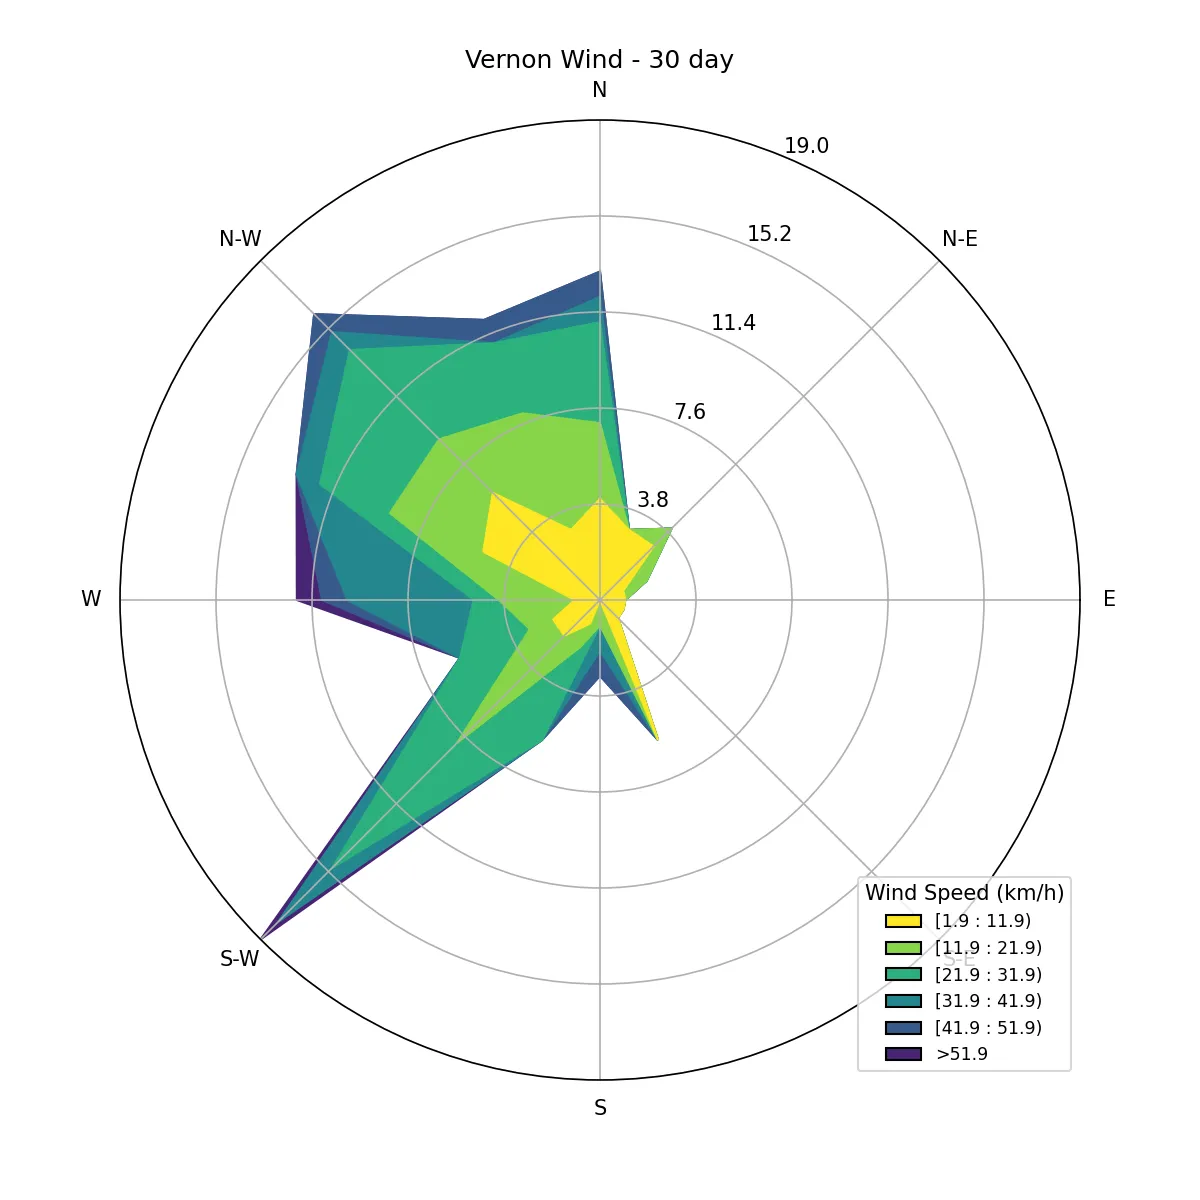 Vernon Wind - 30 day
N
19.0
15.2
N-W
N-E
11.4
7.6
3.8
W
E
S-W
S-E
Wind Speed (km/h)
[1.9 : 11.9)
[11.9 : 21.9)
[21.9 : 31.9)
[31.9 : 41.9)
[41.9 : 51.9)
>51.9
S